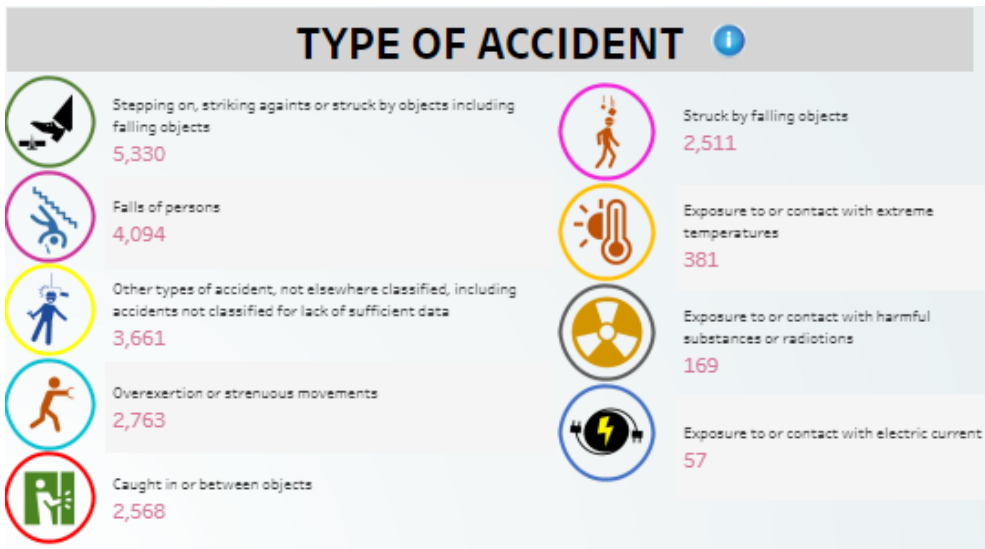 TYPE OF ACCIDENT
i
Stepping on, striking againts or struck by objects including
falling objects
5,330
Falls of persons
4,094
Other types of accident, not elsewhere classified, including
accidents not classified for lack of sufficient data
3,661
Overexertion or strenuous movements
2,763
Caught in or between objects
2,568
Struck by falling objects
2,511
Exposure to or contact with extreme
temperatures
381
Exposure to or contact with harmful
substances or radiotions
169
Exposure to or contact with electric current
57